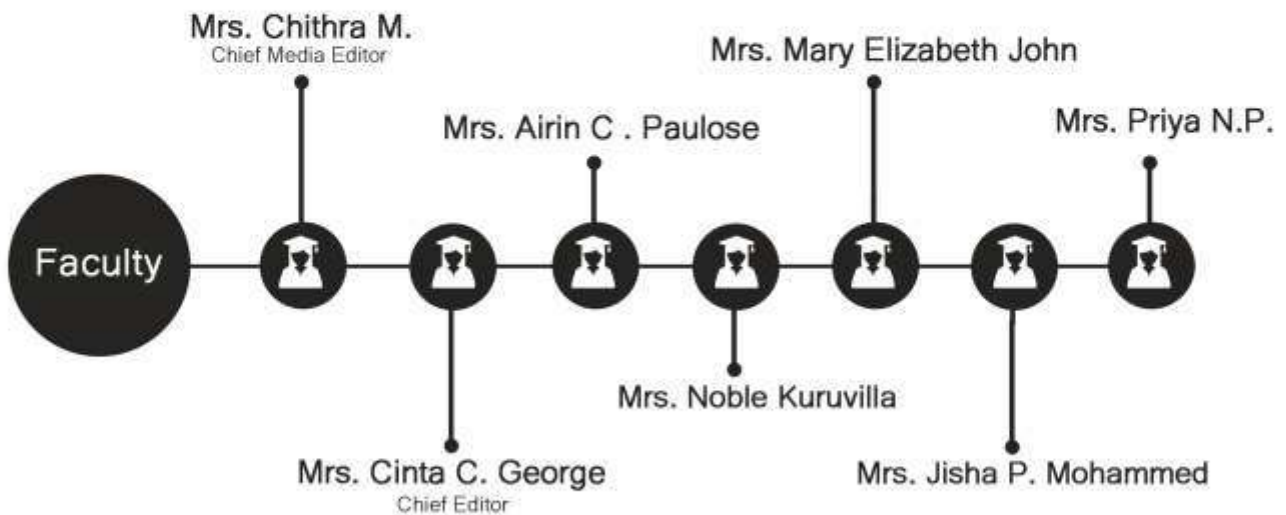 Mrs. Chithra M.
Chief Media Editor
Mrs. Mary Elizabeth John
Mrs. Airin C . Paulose
Mrs. Priya N.P.
Faculty
Mrs. Noble Kuruvilla
Mrs. Cinta C. George
Chief Editor
Mrs. Jisha P. Mohammed